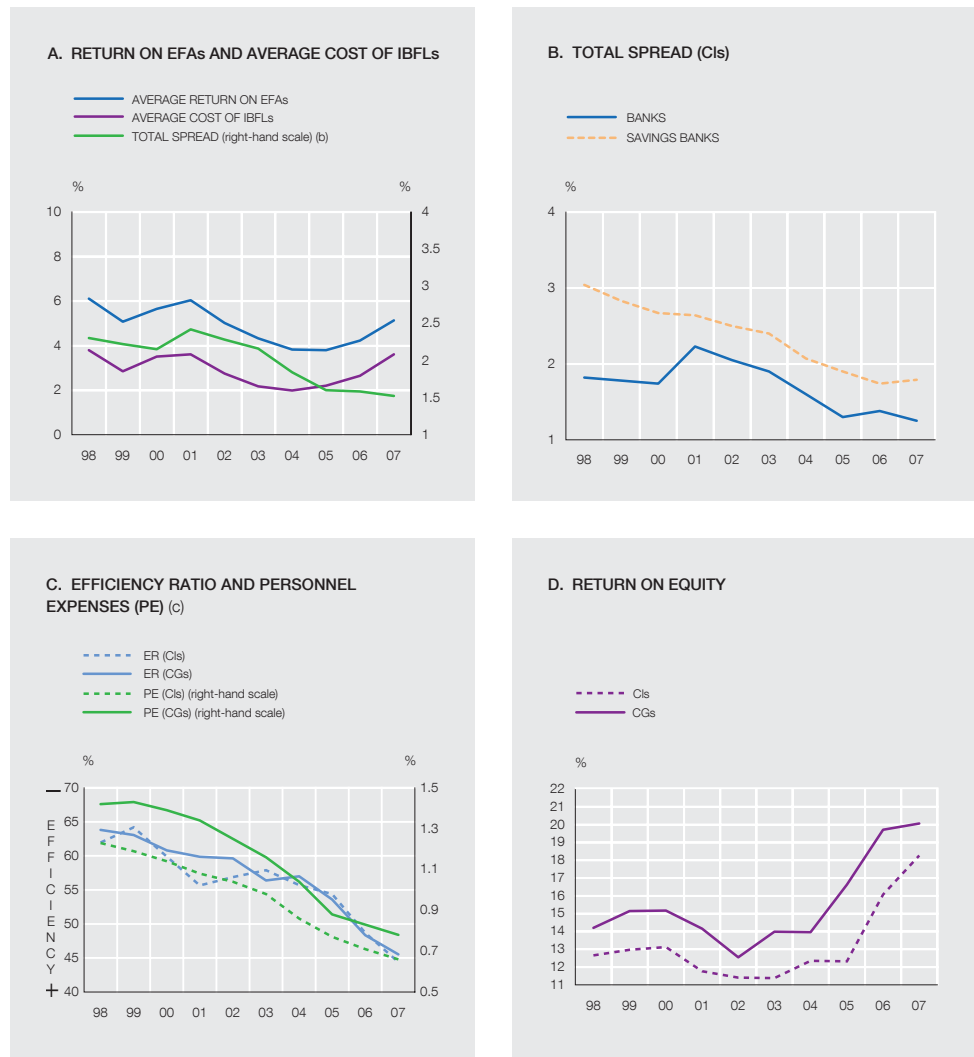 A. RETURN ON EFAs AND AVERAGE COST OF IBFLs
AVERAGE RETURN ON EFAs
AVERAGE COST OF IBFLs
TOTAL SPREAD (right-hand scale) (b)
% %
10 4
8 3.5
6 3
4 2.5
2 2
0 1.5
1
98 99 00 01 02 03 04 05 06 07
B. TOTAL SPREAD (CIs)
BANKS
SAVINGS BANKS
%
4
3
2
1
98 99 00 01 02 03 04 05 06 07
C. EFFICIENCY RATIO AND PERSONNEL
EXPENSES (PE) (c)
ER (CIs)
ER (CGs)
PE (CIs) (right-hand scale)
PE (CGs) (right-hand scale)
% %
— 70 1.5
65 1.3
60 1.1
55 0.9
50 0.7
45 0.5
+ 40
EFFICIENCY
98 99 00 01 02 03 04 05 06 07
D. RETURN ON EQUITY
CIs
CGs
%
22
21
20
19
18
17
16
15
14
13
12
11
98 99 00 01 02 03 04 05 06 07